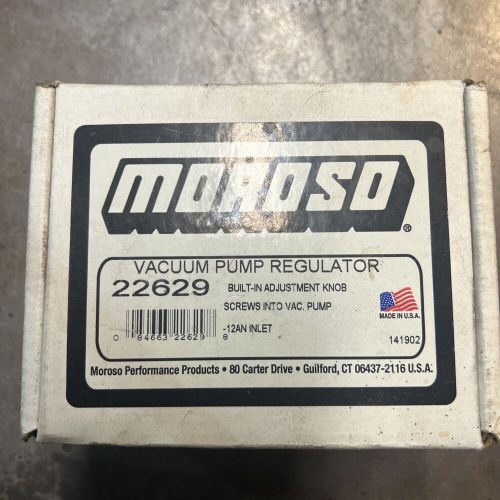 MOROSO®
VACUUM PUMP REGULATOR
22629 BUILT-IN ADJUSTMENT KNOB
SCREWS INTO VAC. PUMP
-12AN INLET
MADE IN U.S.A.
0 84663 22629 8
141902
Moroso Performance Products • 80 Carter Drive • Guilford, CT 06437-2116 U.S.A.